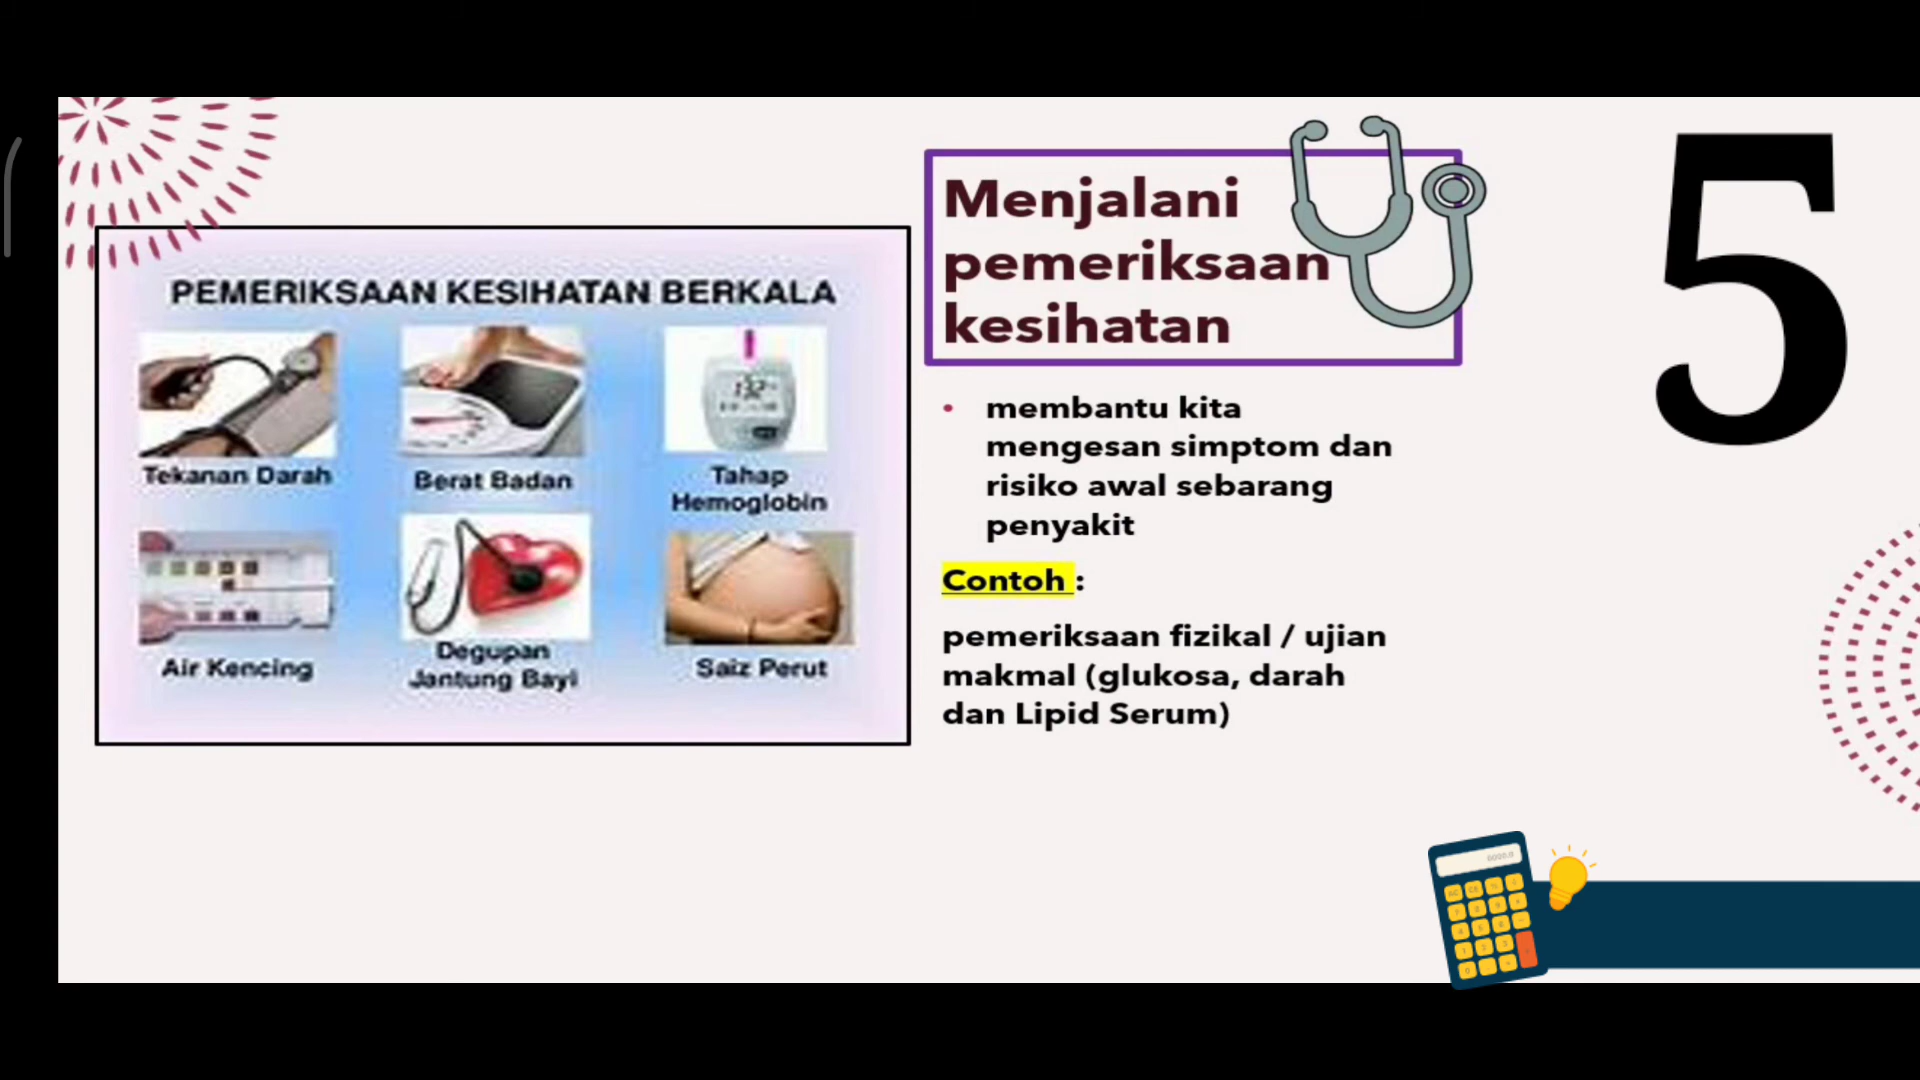 PEMERIKSAAN KESIHATAN BERKALA
Tekanan Darah
Berat Badan
Tahap
Hemoglobin
Air Kencing
Degupan
Jantung Bayi
Saiz Perut
Menjalani
pemeriksaan
kesihatan
5
• membantu kita
mengesan simptom dan
risiko awal sebarang
penyakit
Contoh :
pemeriksaan fizikal / ujian
makmal (glukosa, darah
dan Lipid Serum)